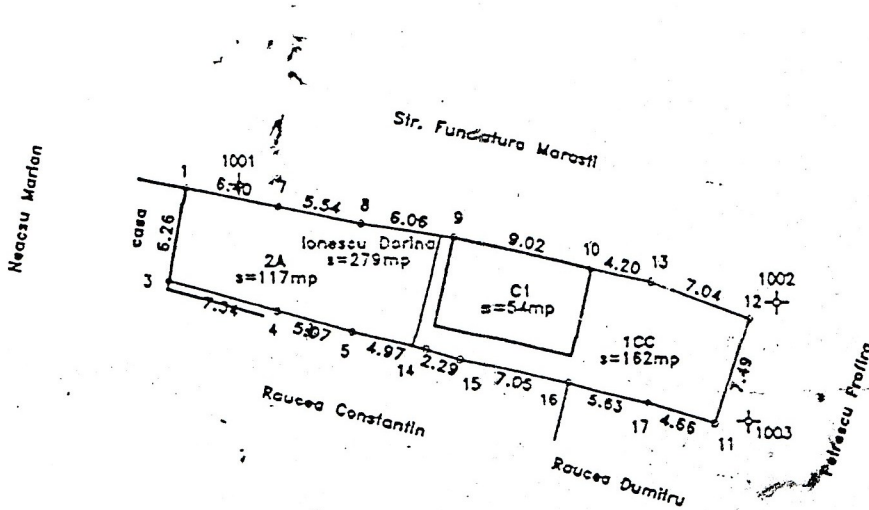 Str. Fundatura Marasti
Neacsu Marian
1
1001
6.40
7
5.54
8
6.06
9
9.02
10
4.20
13
7.04
12
1002
casa
6.26
Ionescu Dorina
s=279mp
2A
s=117mp
C1
s=54mp
1CC
s=162mp
7.49
3
7.34
4
5.07
5
4.97
14
2.29
15
7.05
16
5.63
17
4.66
11
1003
Petrescu Frofira
Raucea Constantin
Raucea Dumitru